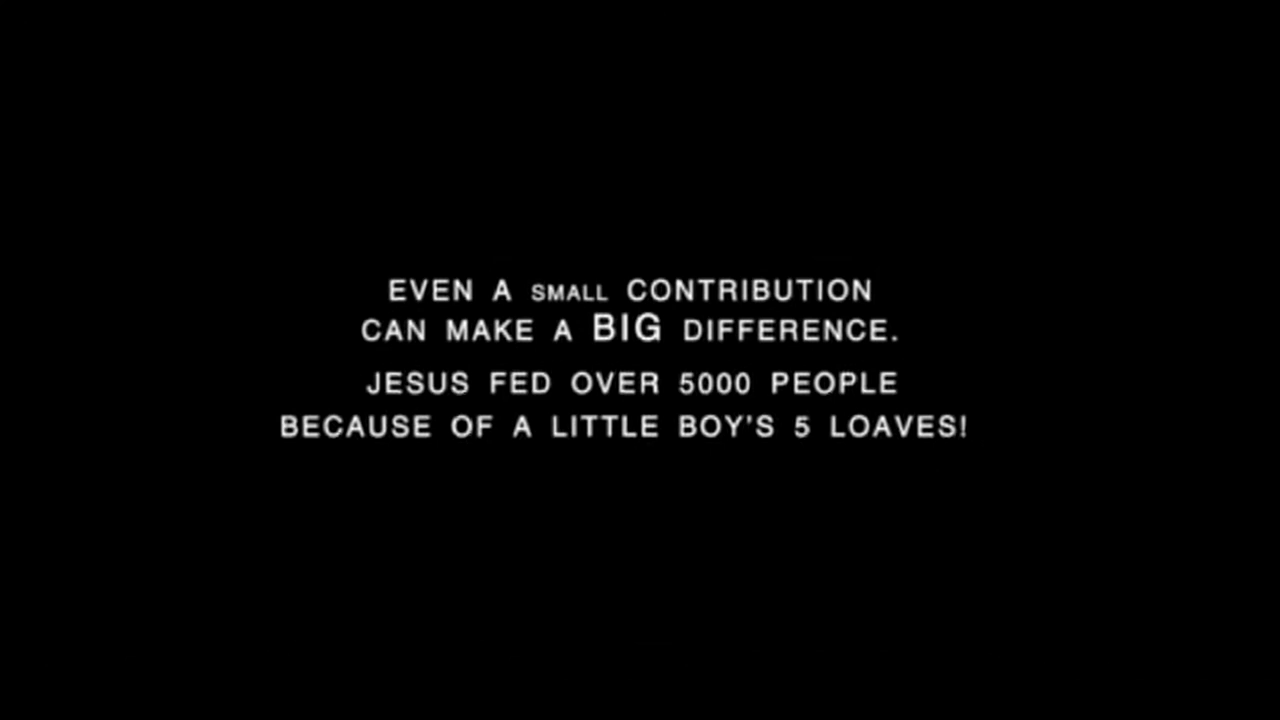 EVEN A SMALL CONTRIBUTION
CAN MAKE A BIG DIFFERENCE.
JESUS FED OVER 5000 PEOPLE
BECAUSE OF A LITTLE BOY'S 5 LOAVES!